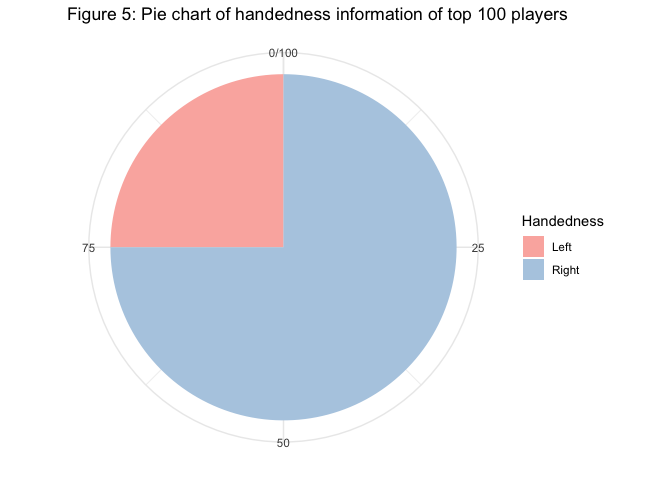 Figure 5: Pie chart of handedness information of top 100 players
0/100
75
25
50
Handedness
Left
Right